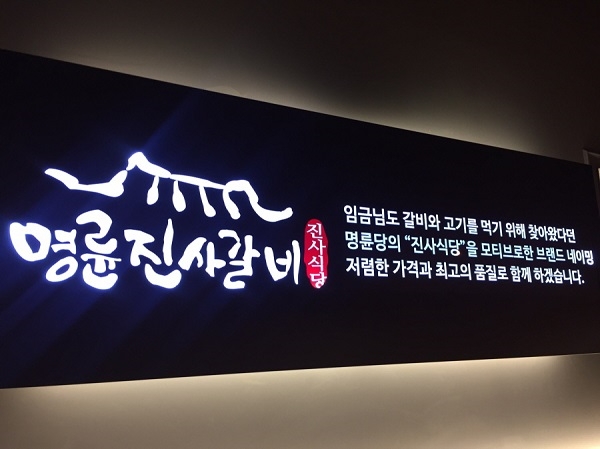 명륜진사갈비
진사식당
임금님도 갈비와 고기를 먹기 위해 찾아왔다던
명륜당의 "진사식당"을 모티브로한 브랜드 네이밍
저렴한 가격과 최고의 품질로 함께 하겠습니다.